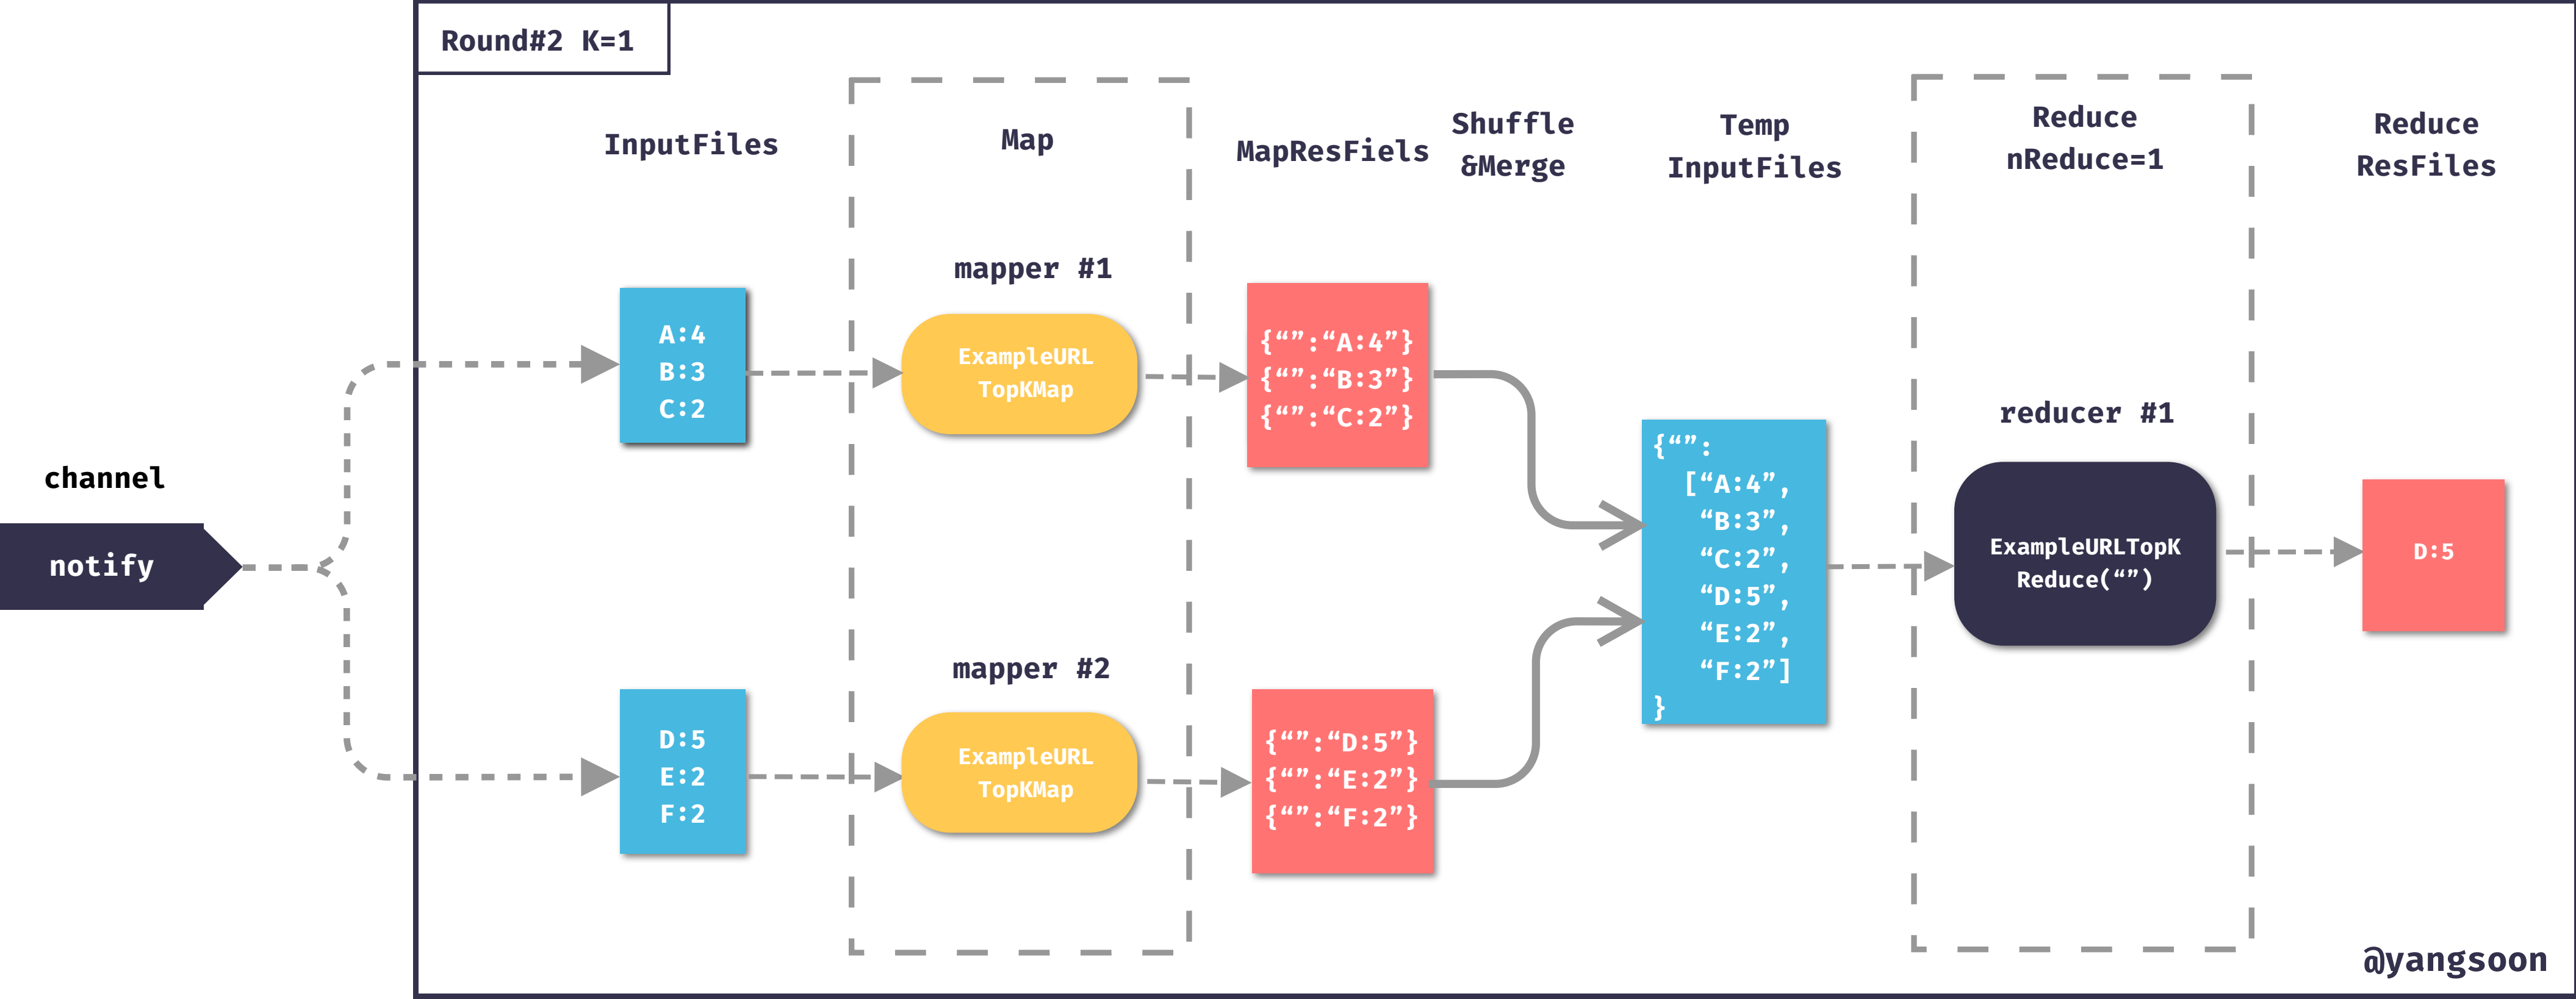 Round#2 K=1
InputFiles
Map
MapResFiels
Shuffle
&Merge
Temp
InputFiles
Reduce
nReduce=1
Reduce
ResFiles
channel
notify
A:4
B:3
C:2
mapper #1
ExampleURL
TopKMap
{“”:“A:4”}
{“”:“B:3”}
{“”:“C:2”}
D:5
E:2
F:2
mapper #2
ExampleURL
TopKMap
{“”:“D:5”}
{“”:“E:2”}
{“”:“F:2”}
{“”:
[“A:4”,
“B:3”,
“C:2”,
“D:5”,
“E:2”,
“F:2”]
}
reducer #1
ExampleURLTopK
Reduce(“”)
D:5
@yangsoon